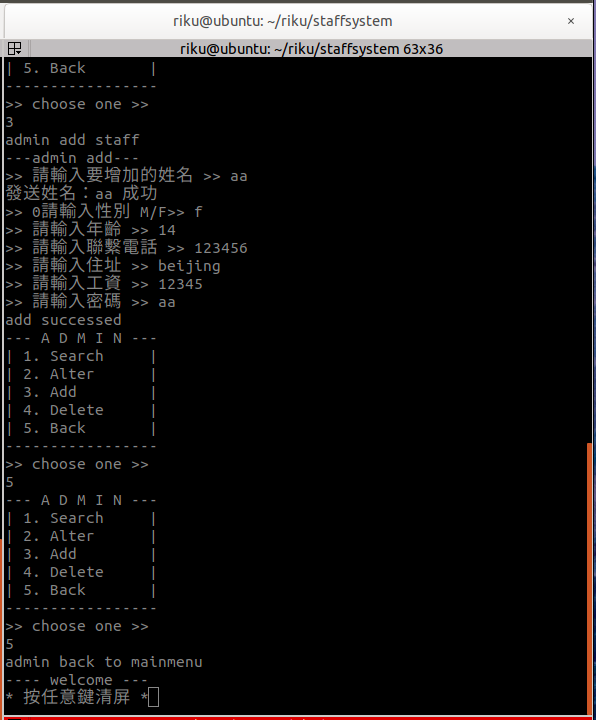 riku@ubuntu: ~/riku/staffsystem
×
riku@ubuntu: ~/riku/staffsystem 63x36
| 5. Back       |
-----------------
>> choose one >>
3
admin add staff
---admin add---
>> 請輸入要增加的姓名 >> aa
發送姓名：aa 成功
>> 0請輸入性別 M/F>> f
>> 請輸入年齡 >> 14
>> 請輸入聯繫電話 >> 123456
>> 請輸入住址 >> beijing
>> 請輸入工資 >> 12345
>> 請輸入密碼 >> aa
add successed
--- A D M I N ---
| 1. Search     |
| 2. Alter      |
| 3. Add        |
| 4. Delete     |
| 5. Back       |
-----------------
>> choose one >>
5
--- A D M I N ---
| 1. Search     |
| 2. Alter      |
| 3. Add        |
| 4. Delete     |
| 5. Back       |
-----------------
>> choose one >>
5
admin back to mainmenu
---- welcome ---
* 按任意鍵清屏 *